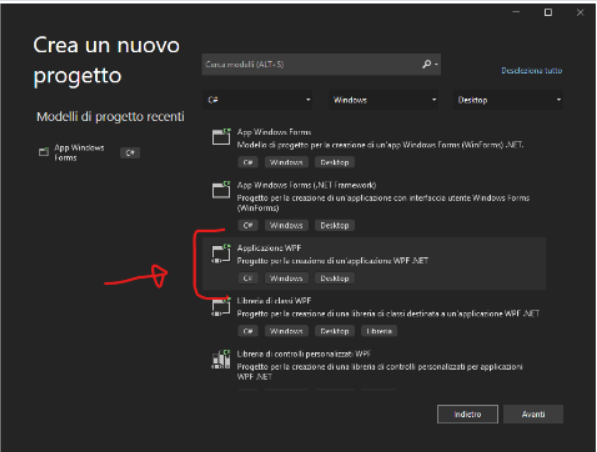 Crea un nuovo
progetto
Cerca modelli (ALT+S)
Deseleziona tutto
C#
Windows
Desktop
Modelli di progetto recenti
App Windows
Forms
C#
App Windows Forms
Modello di progetto per la creazione di un'app Windows Forms (WinForms) .NET.
C#
Windows
Desktop
App Windows Forms (.NET Framework)
Progetto per la creazione di un'applicazione con interfaccia utente Windows Forms
(WinForms)
C#
Windows
Desktop
Applicazione WPF
Progetto per la creazione di un'applicazione WPF .NET
C#
Windows
Desktop
Libreria di classi WPF
Progetto per la creazione di una libreria di classi destinata a un'applicazione WPF .NET
C#
Windows
Desktop
Libreria
Libreria di controlli personalizzati WPF
Progetto per la creazione di una libreria di controlli personalizzati per applicazioni
WPF .NET
Indietro
Avanti